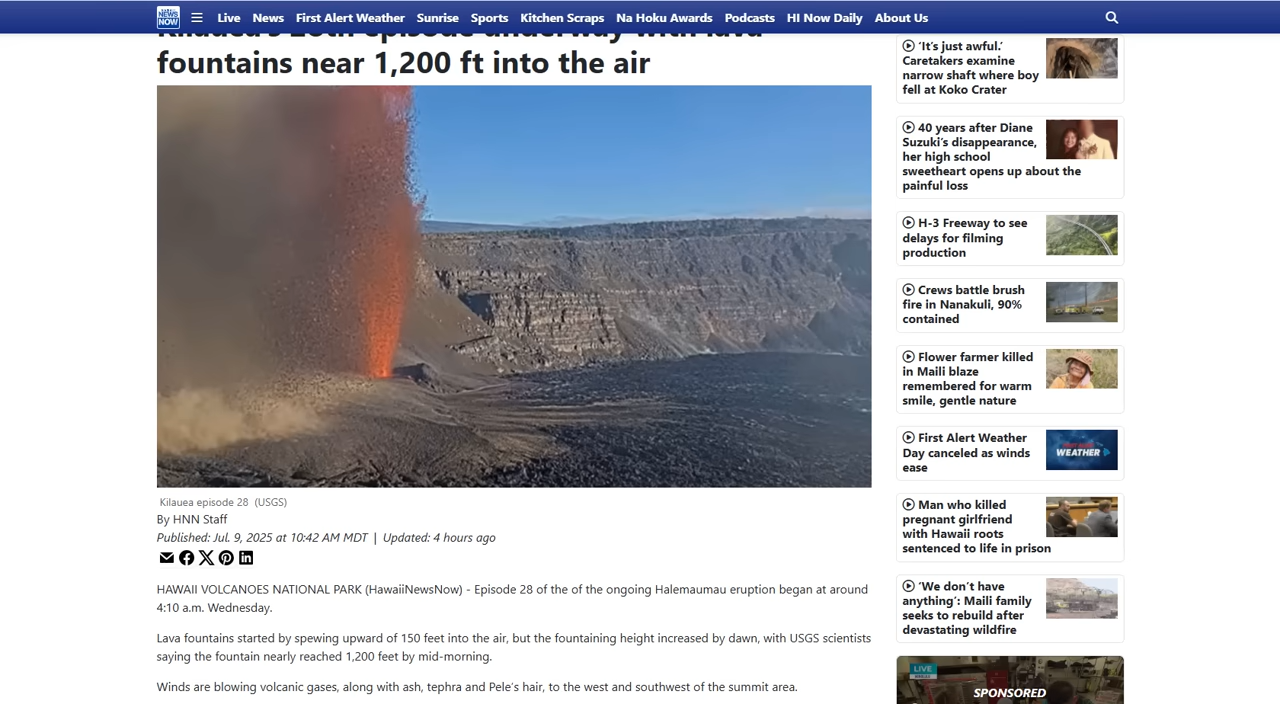 HAWAII
NEWS
NOW
Live News First Alert Weather Sunrise Sports Kitchen Scraps Na Hoku Awards Podcasts HI Now Daily About Us
Kilauea's 28th episode underway with lava
fountains near 1,200 ft into the air
Kilauea episode 28 (USGS)
By HNN Staff
Published: Jul. 9, 2025 at 10:42 AM MDT | Updated: 4 hours ago
HAWAII VOLCANOES NATIONAL PARK (HawaiiNewsNow) - Episode 28 of the of the ongoing Halemaumau eruption began at around
4:10 a.m. Wednesday.
Lava fountains started by spewing upward of 150 feet into the air, but the fountaining height increased by dawn, with USGS scientists
saying the fountain nearly reached 1,200 feet by mid-morning.
Winds are blowing volcanic gases, along with ash, tephra and Pele's hair, to the west and southwest of the summit area.
‘It’s just awful.’
Caretakers examine
narrow shaft where boy
fell at Koko Crater
40 years after Diane
Suzuki’s disappearance,
her high school
sweetheart opens up about the
painful loss
H-3 Freeway to see
delays for filming
production
Crews battle brush
fire in Nanakuli, 90%
contained
Flower farmer killed
in Maili blaze
remembered for warm
smile, gentle nature
First Alert Weather
Day canceled as winds
ease
WEATHER
Man who killed
pregnant girlfriend
with Hawaii roots
sentenced to life in prison
‘We don’t have
anything’: Maili family
seeks to rebuild after
devastating wildfire
LIVE
SPONSORED